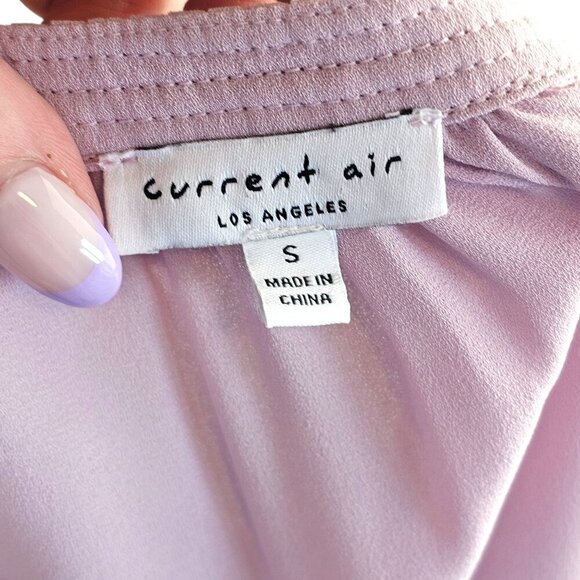 current air
LOS ANGELES
S
MADE IN
CHINA